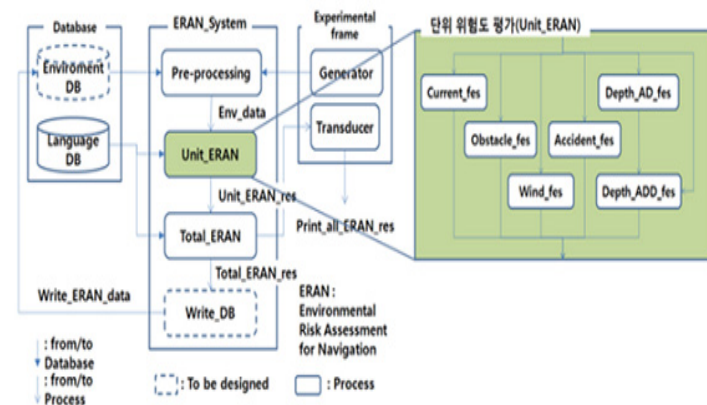 Database
ERAN_System
Experimental
frame
단위 위험도 평가(Unit_ERAN)
Enviroment
DB
Pre-processing
Generator
Env_data
Transducer
Language
DB
Unit_ERAN
Unit_ERAN_res
Total_ERAN
Print_all_ERAN_res
Total_ERAN_res
Write_ERAN_data
Write_DB
ERAN :
Environmental
Risk Assessment
for Navigation
Current_fes
Depth_AD_fes
Obstacle_fes
Accident_fes
Wind_fes
Depth_ADD_fes
: from/to
Database
: from/to
Process
: To be designed
: Process